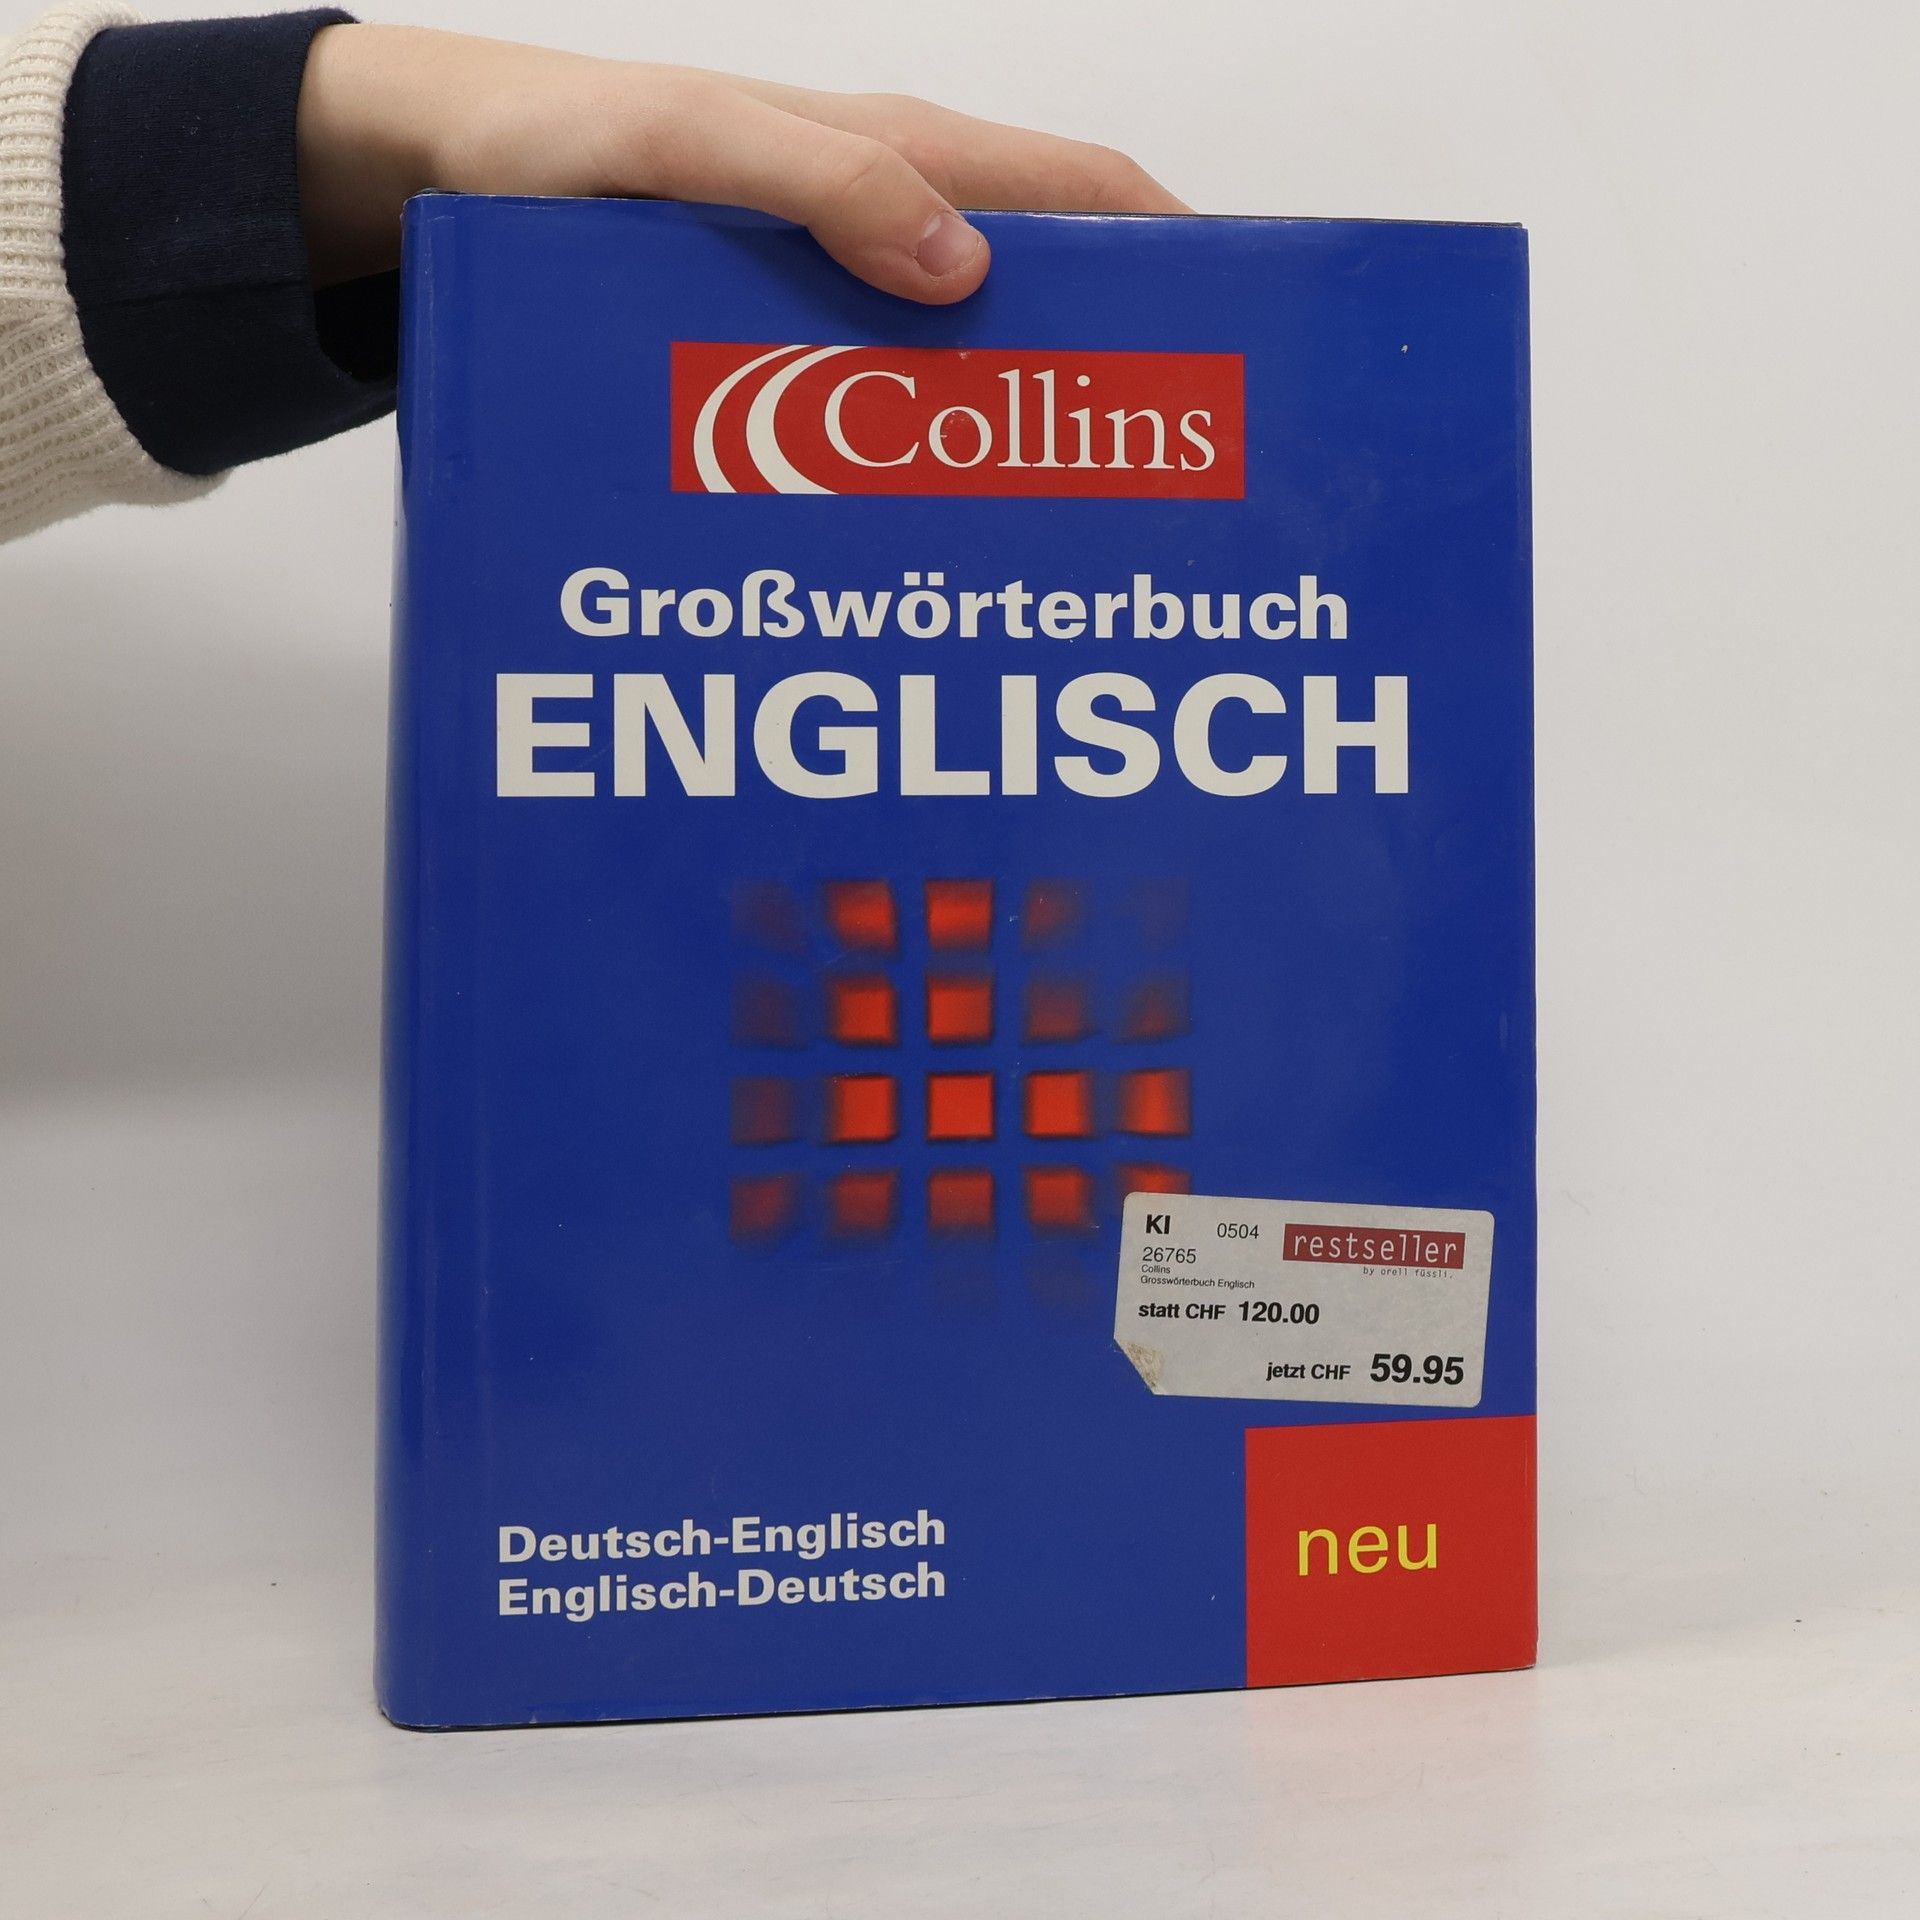 Collins
Großwörterbuch
ENGLISCH
KI 0504 restseller
26765 by orell füssli.
Collins
Grosswörterbuch Englisch
statt CHF 120.00
jetzt CHF 59.95
neu
Deutsch-Englisch
Englisch-Deutsch